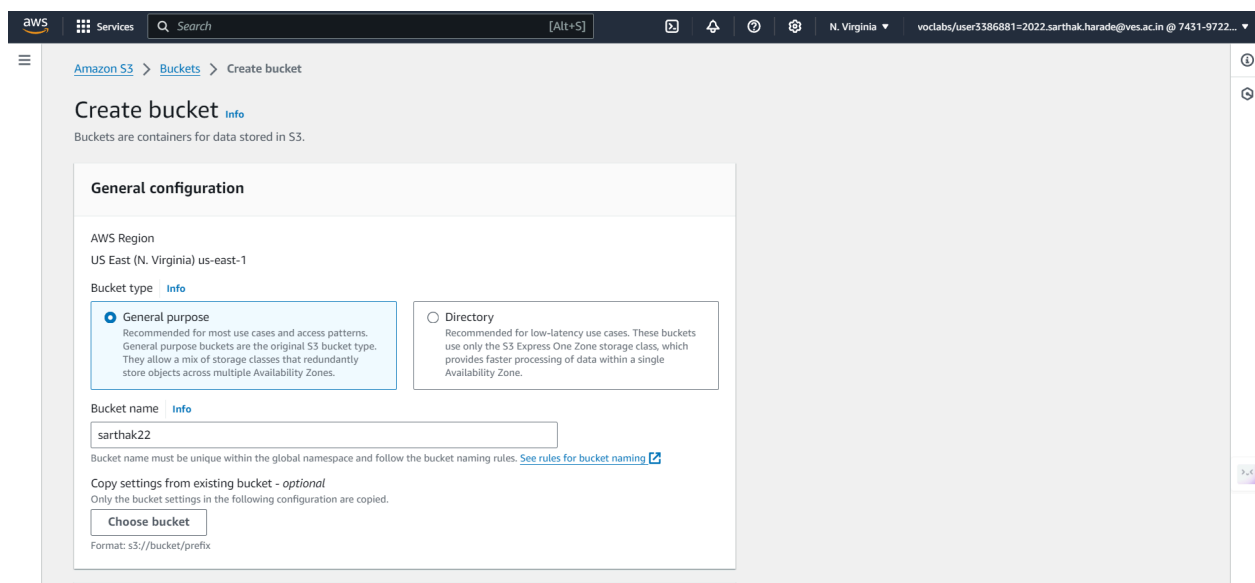 aws Services Search [Alt+S] N. Virginia voclabs/user3386881=2022.sarthak.harade@ves.ac.in @ 7431-9722...
Amazon S3 > Buckets > Create bucket
Create bucket Info
Buckets are containers for data stored in S3.
General configuration
AWS Region
US East (N. Virginia) us-east-1
Bucket type Info
General purpose
Recommended for most use cases and access patterns.
General purpose buckets are the original S3 bucket type.
They allow a mix of storage classes that redundantly
store objects across multiple Availability Zones.
Directory
Recommended for low-latency use cases. These buckets
use only the S3 Express One Zone storage class, which
provides faster processing of data within a single
Availability Zone.
Bucket name Info
sarthak22
Bucket name must be unique within the global namespace and follow the bucket naming rules. See rules for bucket naming
Copy settings from existing bucket - optional
Only the bucket settings in the following configuration are copied.
Choose bucket
Format: s3://bucket/prefix